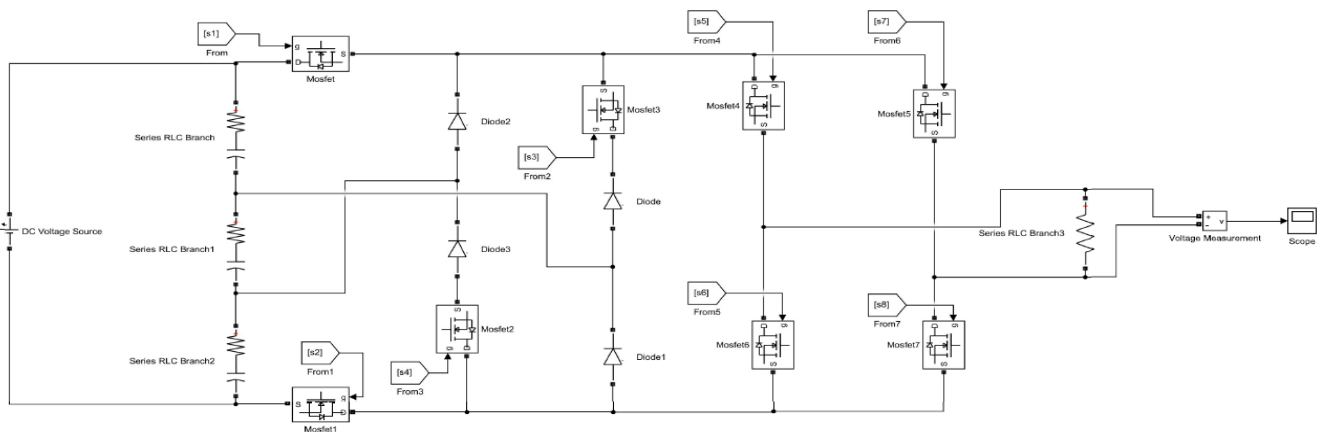 [s1]
From
g
D
S
Mosfet
[s5]
From4
[s7]
From6
Series RLC Branch
Diode2
S
g
D
Mosfet3
[s3]
From2
D
g
S
Mosfet4
D
g
S
Mosfet5
DC Voltage Source
Series RLC Branch1
Diode3
Diode
Series RLC Branch3
+
-
v
Voltage Measurement
Scope
S
g
D
Mosfet2
[s6]
From5
[s8]
From7
Series RLC Branch2
[s2]
From1
[s4]
From3
Diode1
D
g
S
Mosfet6
D
g
S
Mosfet7
S
g
D
Mosfet1